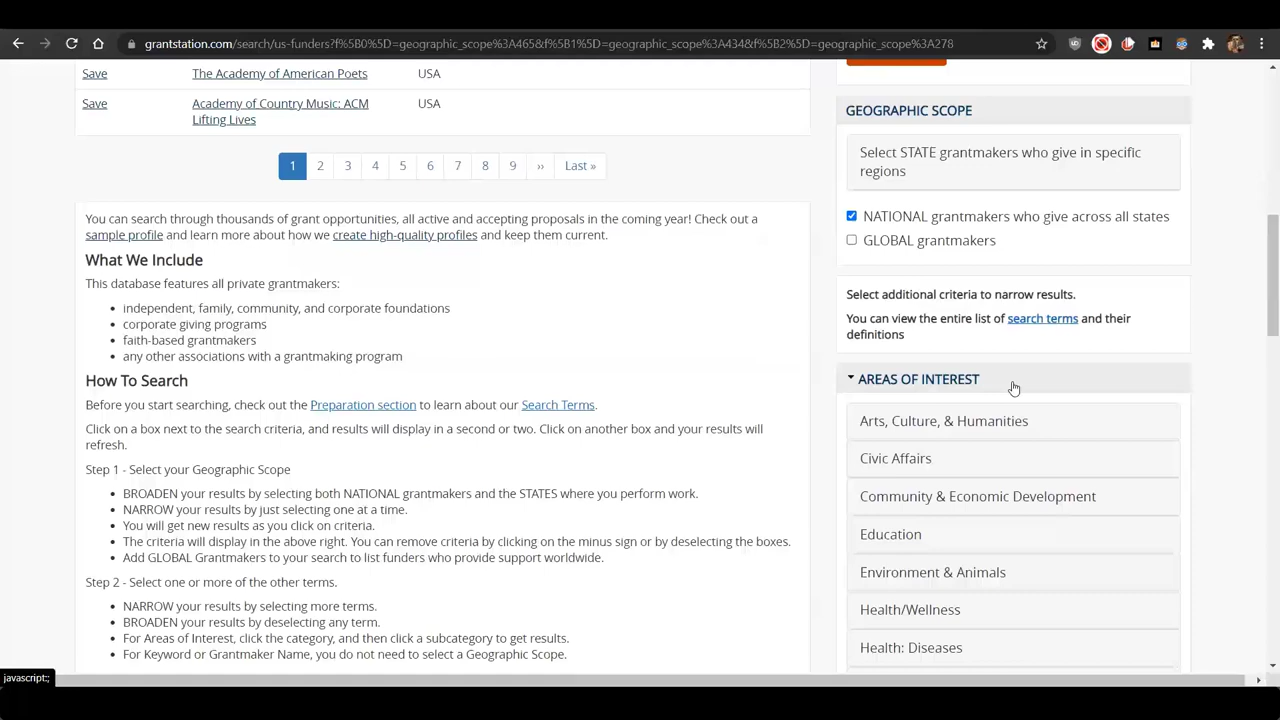 grantstation.com/search/us-funders?f%5B0%5D=geographic_scope%3A465&f%5B1%5D=geographic_scope%3A434&f%5B2%5D=geographic_scope%3A278
Save The Academy of American Poets USA
Save Academy of Country Music: ACM
Lifting Lives USA
1 2 3 4 5 6 7 8 9 ›› Last »
You can search through thousands of grant opportunities, all active and accepting proposals in the coming year! Check out a
sample profile and learn more about how we create high-quality profiles and keep them current.
What We Include
This database features all private grantmakers:
• independent, family, community, and corporate foundations
• corporate giving programs
• faith-based grantmakers
• any other associations with a grantmaking program
How To Search
Before you start searching, check out the Preparation section to learn about our Search Terms.
Click on a box next to the search criteria, and results will display in a second or two. Click on another box and your results will
refresh.
Step 1 - Select your Geographic Scope
• BROADEN your results by selecting both NATIONAL grantmakers and the STATES where you perform work.
• NARROW your results by just selecting one at a time.
• You will get new results as you click on criteria.
• The criteria will display in the above right. You can remove criteria by clicking on the minus sign or by deselecting the boxes.
• Add GLOBAL Grantmakers to your search to list funders who provide support worldwide.
Step 2 - Select one or more of the other terms.
• NARROW your results by selecting more terms.
• BROADEN your results by deselecting any term.
• For Areas of Interest, click the category, and then click a subcategory to get results.
• For Keyword or Grantmaker Name, you do not need to select a Geographic Scope.
GEOGRAPHIC SCOPE
Select STATE grantmakers who give in specific
regions
NATIONAL grantmakers who give across all states
GLOBAL grantmakers
Select additional criteria to narrow results.
You can view the entire list of search terms and their
definitions
AREAS OF INTEREST
Arts, Culture, & Humanities
Civic Affairs
Community & Economic Development
Education
Environment & Animals
Health/Wellness
Health: Diseases
javascript:;